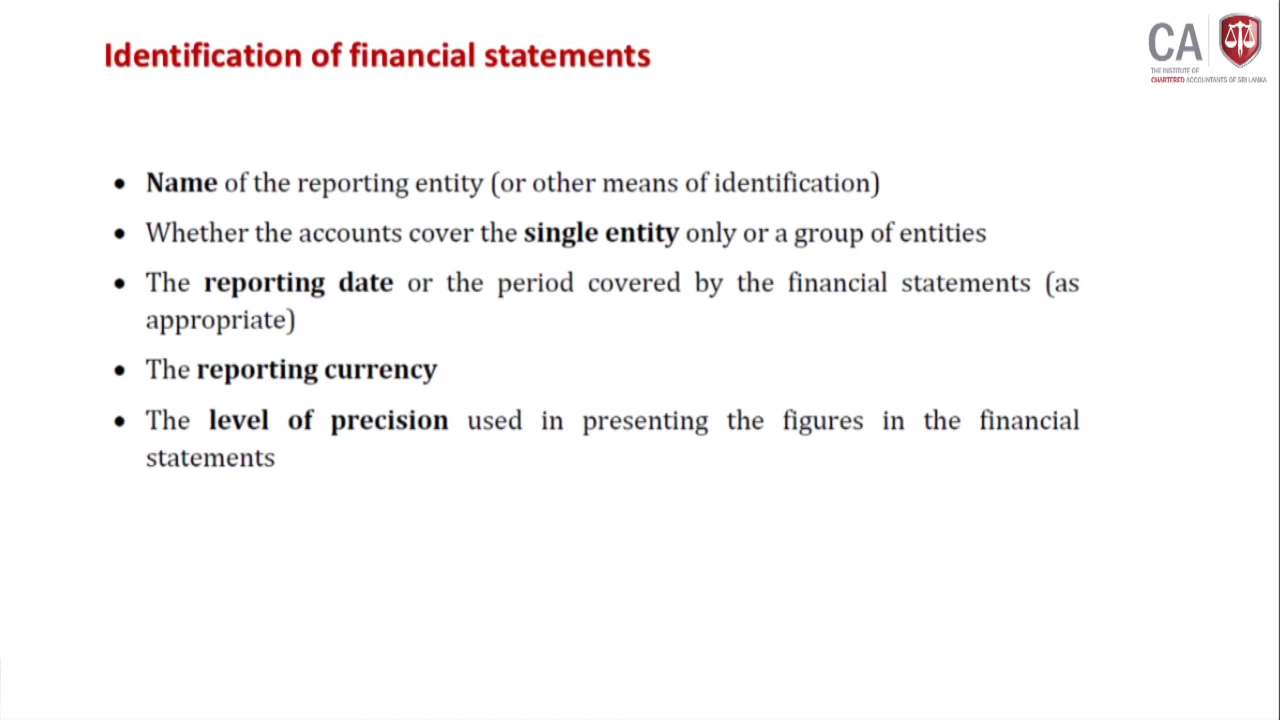 Identification of financial statements
CA
THE INSTITUTE OF
CHARTERED ACCOUNTANTS OF SRI LANKA
• Name of the reporting entity (or other means of identification)
• Whether the accounts cover the single entity only or a group of entities
• The reporting date or the period covered by the financial statements (as
appropriate)
• The reporting currency
• The level of precision used in presenting the figures in the financial
statements